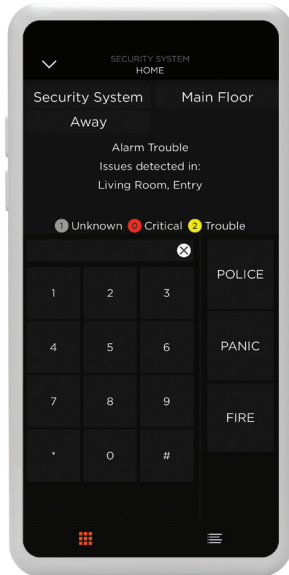 SECURITY SYSTEM
HOME
Security System Main Floor
Away
Alarm Trouble
Issues detected in:
Living Room, Entry
1 Unknown 0 Critical 2 Trouble
POLICE
1 2 3
4 5 6 PANIC
7 8 9
FIRE
* 0 #